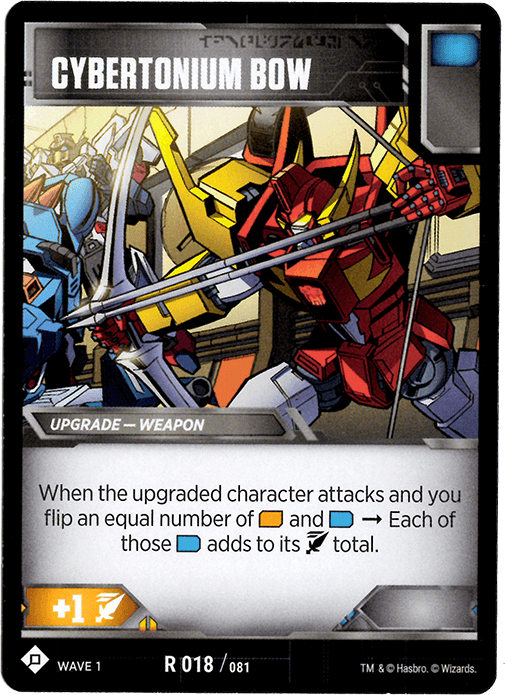 CYBERTONIUM BOW
UPGRADE — WEAPON
When the upgraded character attacks and you
flip an equal number of and → Each of
those adds to its total.
+1
WAVE 1 R 018 / 081 TM & © Hasbro. © Wizards.